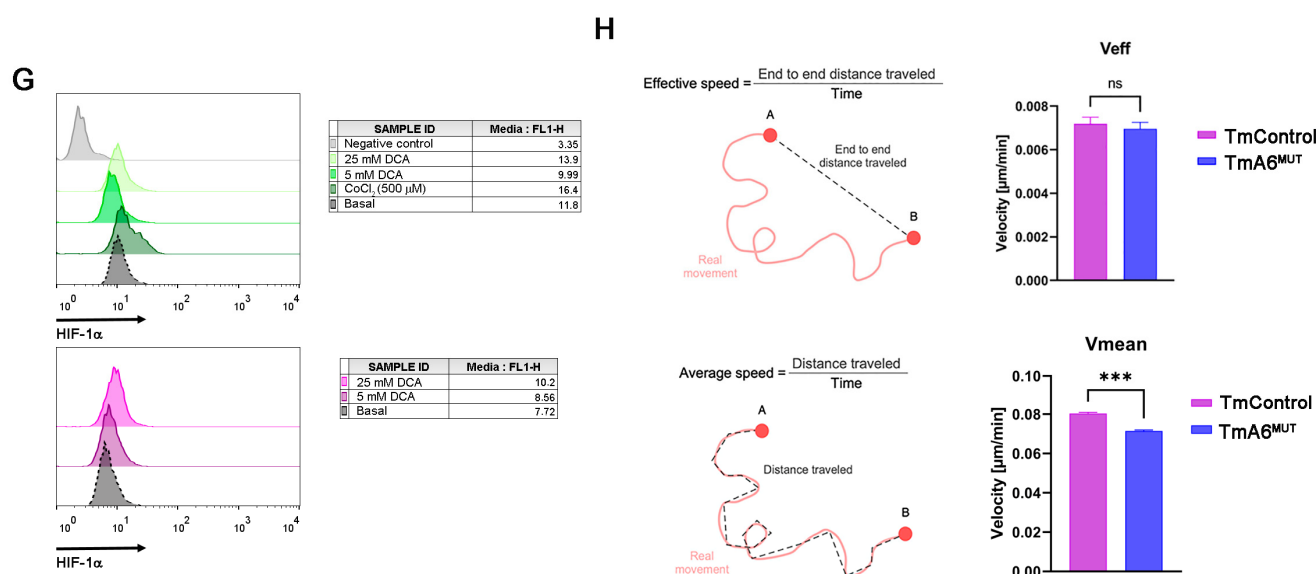 G
SAMPLE ID Media : FL1-H
Negative control 3.35
25 mM DCA 13.9
5 mM DCA 9.99
CoCl2 (500 μM) 16.4
Basal 11.8
10^0 10^1 10^2 10^3 10^4
HIF-1α
SAMPLE ID Media : FL1-H
25 mM DCA 10.2
5 mM DCA 8.56
Basal 7.72
10^0 10^1 10^2 10^3 10^4
HIF-1α
H
Effective speed = End to end distance traveled
Time
A
End to end
distance traveled
B
Real
movement
Veff
ns
0.008
0.006
0.004
0.002
0.000
Velocity [μm/min]
TmControl
TmA6^MUT
Average speed = Distance traveled
Time
A
Distance traveled
B
Real
movement
Vmean
***
0.10
0.08
0.06
0.04
0.02
0.00
Velocity [μm/min]
TmControl
TmA6^MUT